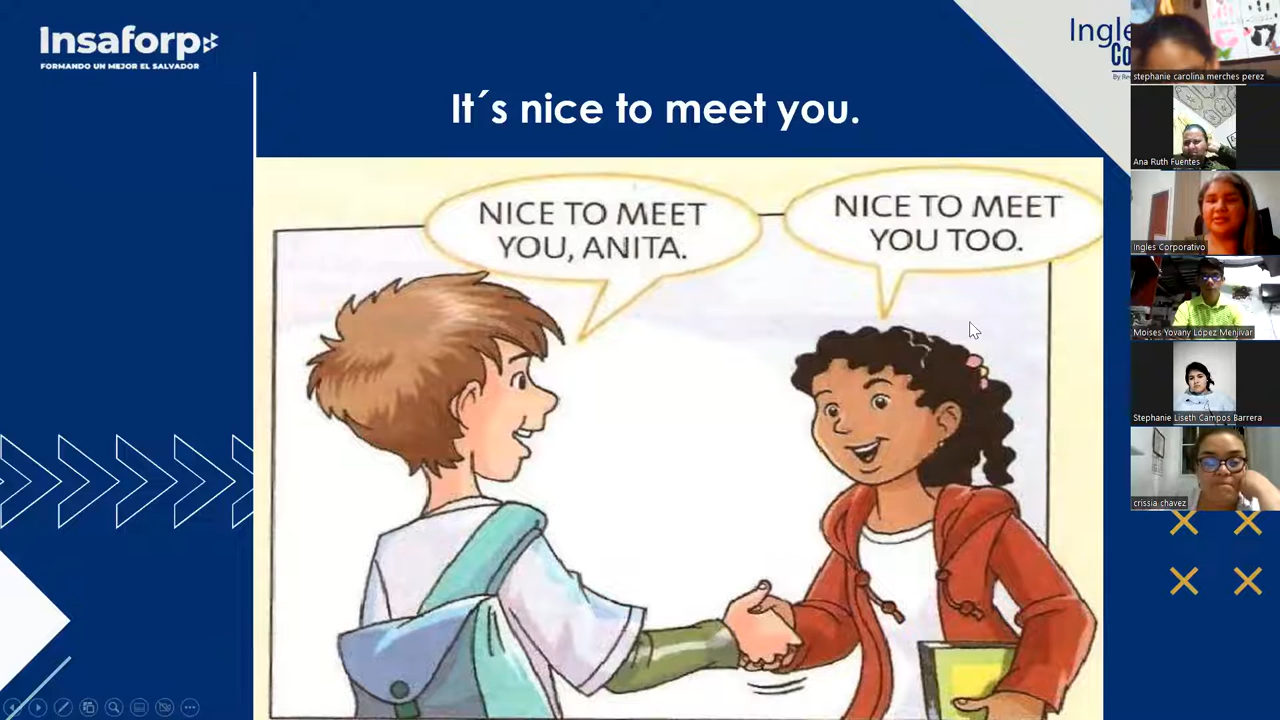 Insaforp
FORMANDO UN MEJOR EL SALVADOR
Ingle
Co
It´s nice to meet you.
NICE TO MEET
YOU, ANITA.
NICE TO MEET
YOU TOO.
stephanie carolina merches perez
Ana Ruth Fuentes
Ingles Corporativo
Moises Yovany López Menjivar
Stephanie Liseth Campos Barrera
crissia chavez